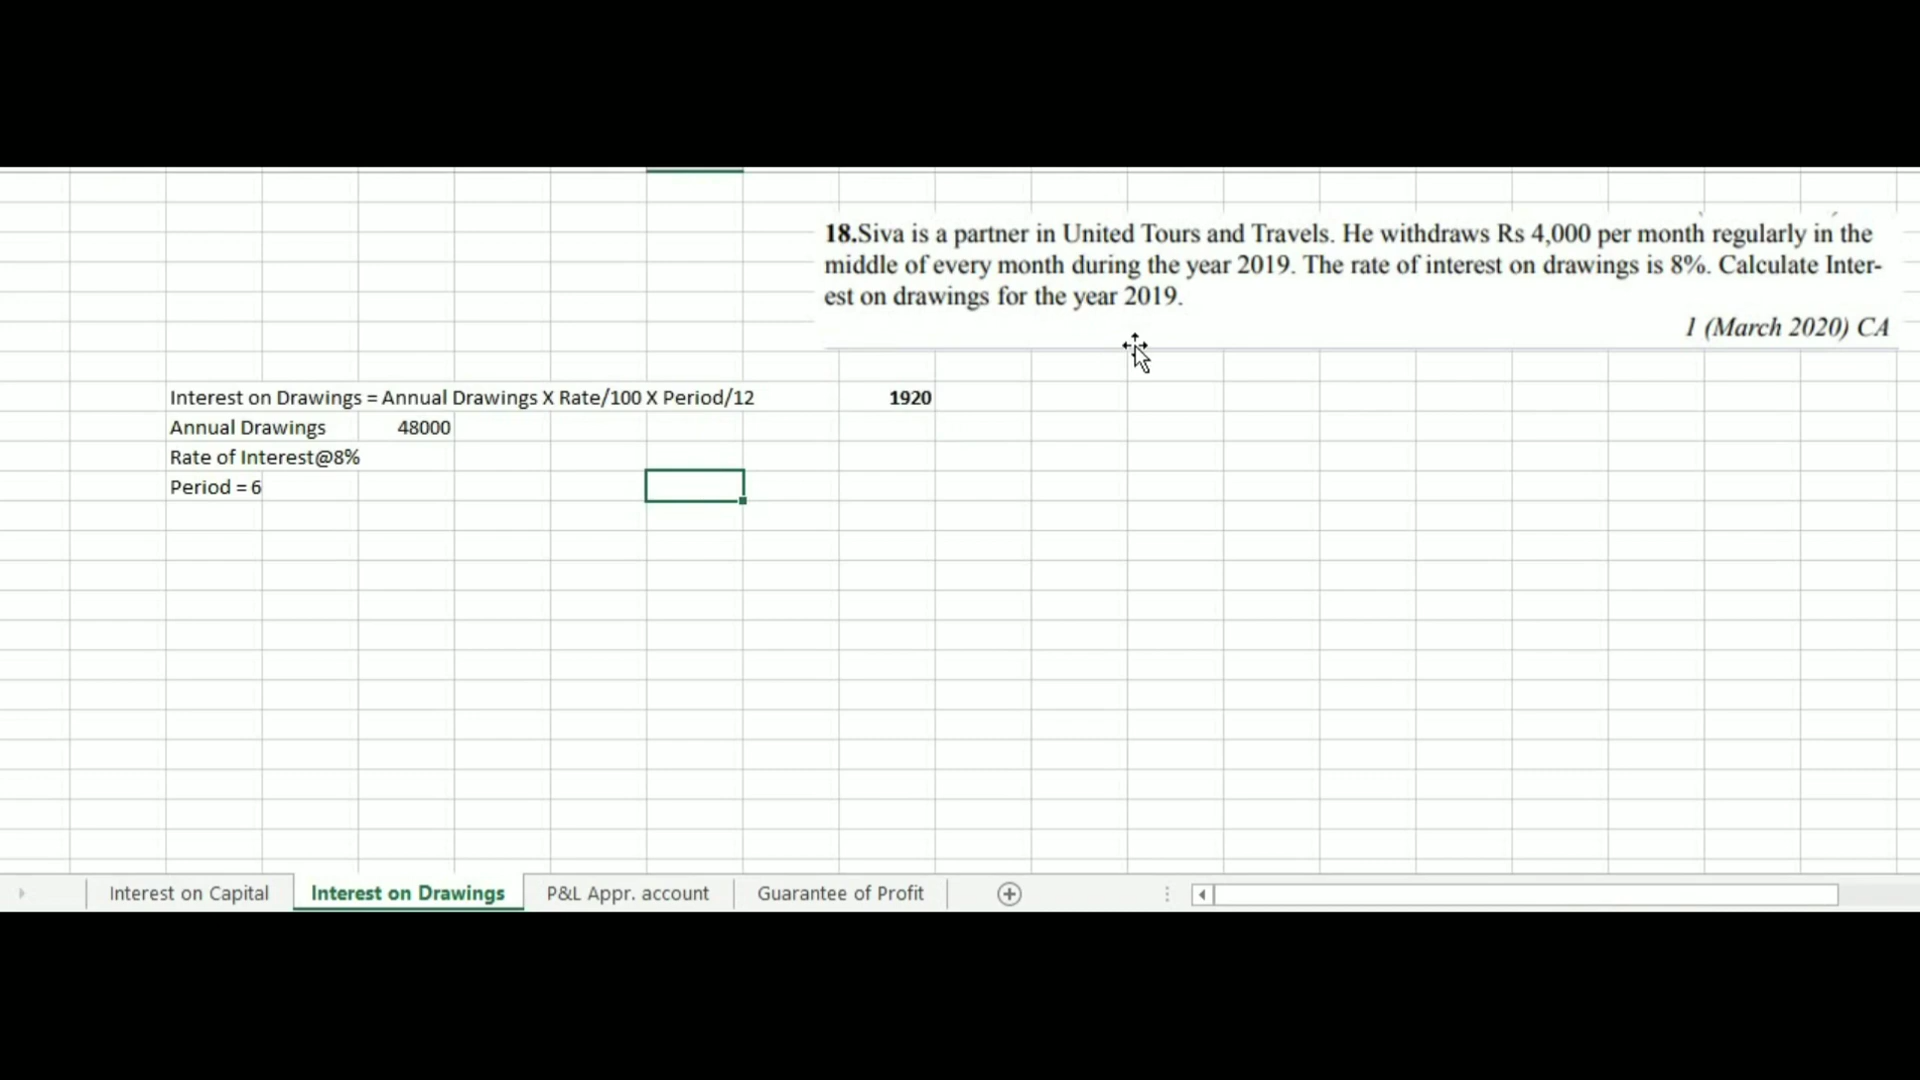 18.Siva is a partner in United Tours and Travels. He withdraws Rs 4,000 per month regularly in the
middle of every month during the year 2019. The rate of interest on drawings is 8%. Calculate Inter-
est on drawings for the year 2019.
1 (March 2020) CA
Interest on Drawings = Annual Drawings X Rate/100 X Period/12 1920
Annual Drawings 48000
Rate of Interest@8%
Period = 6
Interest on Capital Interest on Drawings P&L Appr. account Guarantee of Profit